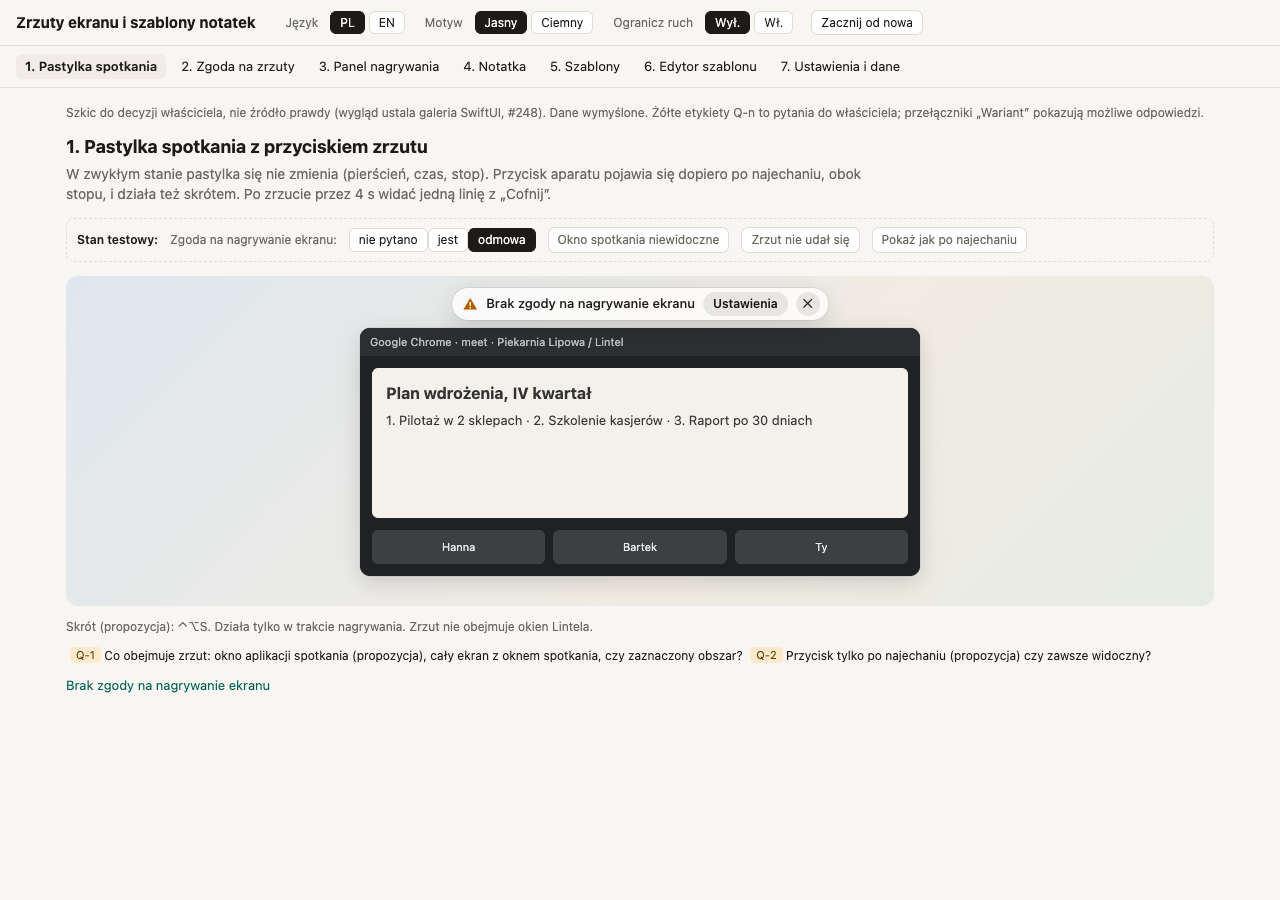 Zrzuty ekranu i szablony notatek Język PL EN Motyw Jasny Ciemny Ogranicz ruch Wył. Wł. Zacznij od nowa
1. Pastylka spotkania 2. Zgoda na zrzuty 3. Panel nagrywania 4. Notatka 5. Szablony 6. Edytor szablonu 7. Ustawienia i dane
Szkic do decyzji właściciela, nie źródło prawdy (wygląd ustala galeria SwiftUI, #248). Dane wymyślone. Żółte etykiety Q-n to pytania do właściciela; przełączniki „Wariant” pokazują możliwe odpowiedzi.
1. Pastylka spotkania z przyciskiem zrzutu
W zwykłym stanie pastylka się nie zmienia (pierścień, czas, stop). Przycisk aparatu pojawia się dopiero po najechaniu, obok
stopu, i działa też skrótem. Po zrzucie przez 4 s widać jedną linię z „Cofnij”.
Stan testowy: Zgoda na nagrywanie ekranu: nie pytano jest odmowa Okno spotkania niewidoczne Zrzut nie udał się Pokaż jak po najechaniu
Brak zgody na nagrywanie ekranu Ustawienia
Google Chrome · meet · Piekarnia Lipowa / Lintel
Plan wdrożenia, IV kwartał
1. Pilotaż w 2 sklepach · 2. Szkolenie kasjerów · 3. Raport po 30 dniach
Hanna Bartek Ty
Skrót (propozycja): ^⌥S. Działa tylko w trakcie nagrywania. Zrzut nie obejmuje okien Lintela.
Q-1 Co obejmuje zrzut: okno aplikacji spotkania (propozycja), cały ekran z oknem spotkania, czy zaznaczony obszar? Q-2 Przycisk tylko po najechaniu (propozycja) czy zawsze widoczny?
Brak zgody na nagrywanie ekranu